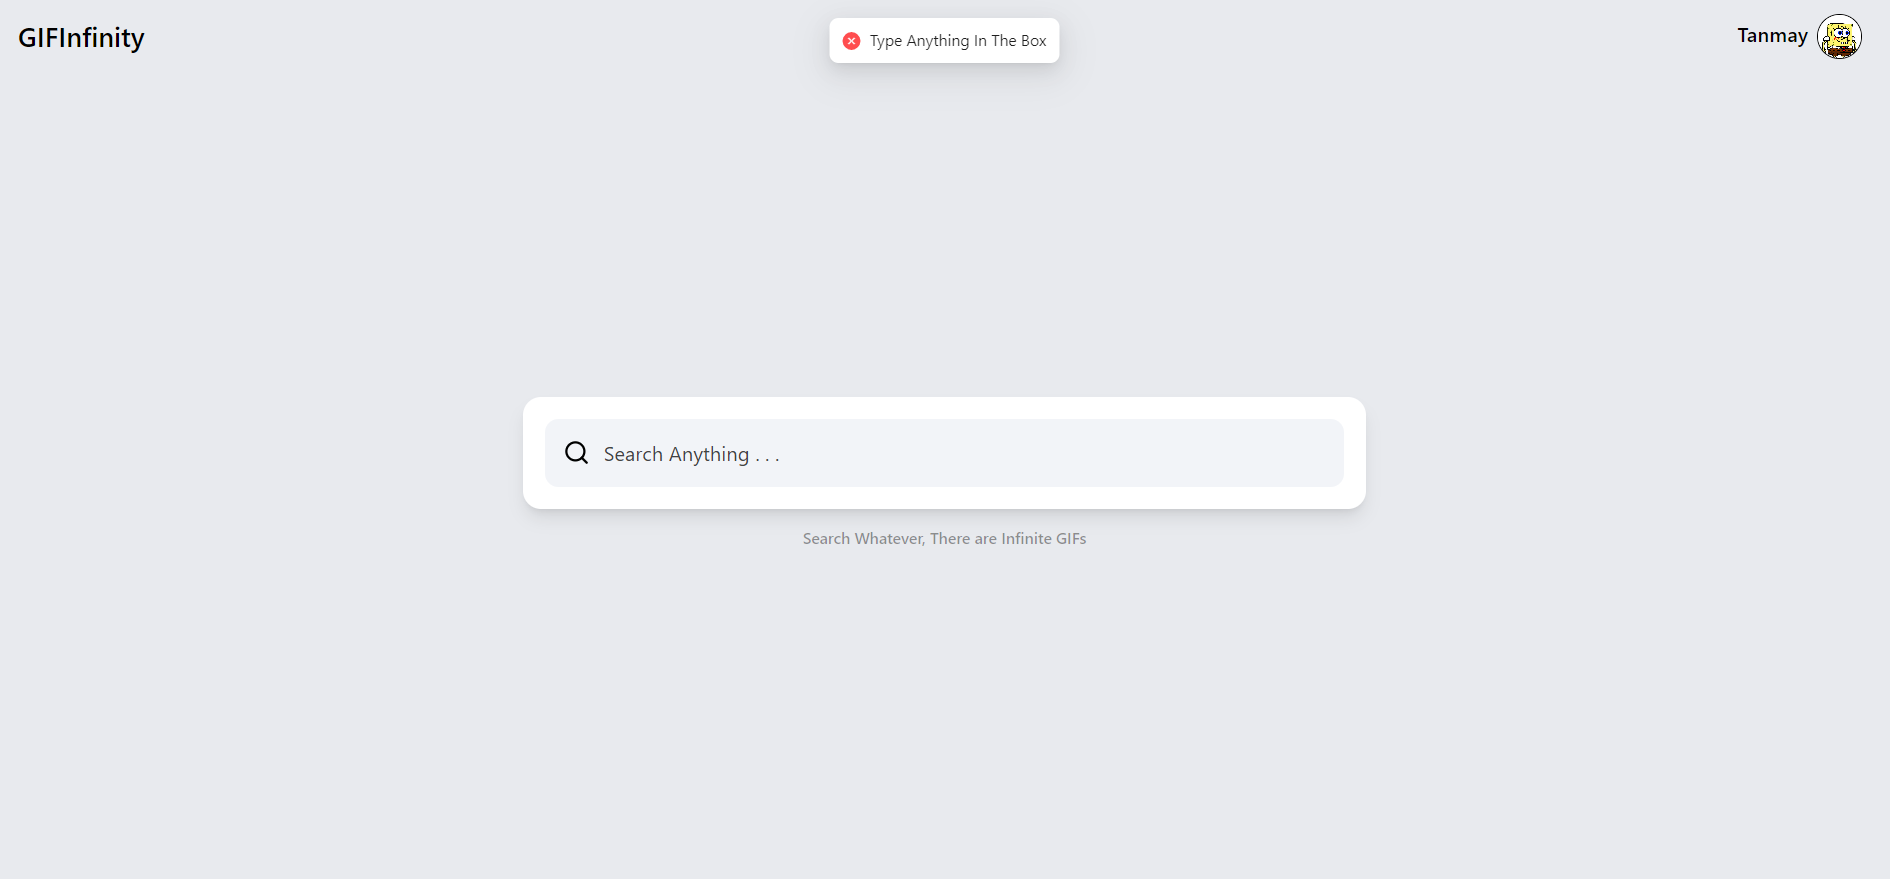 GIFInfinity
Type Anything In The Box
Tanmay
Search Anything . . .
Search Whatever, There are Infinite GIFs